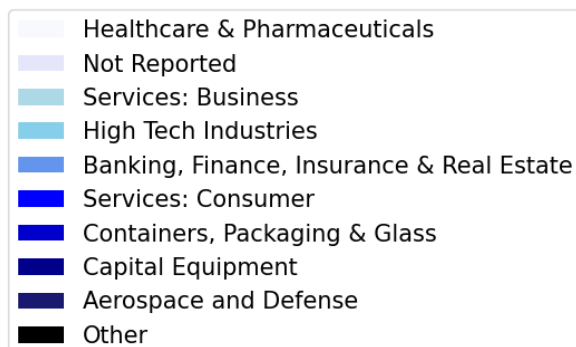 Healthcare & Pharmaceuticals
Not Reported
Services: Business
High Tech Industries
Banking, Finance, Insurance & Real Estate
Services: Consumer
Containers, Packaging & Glass
Capital Equipment
Aerospace and Defense
Other